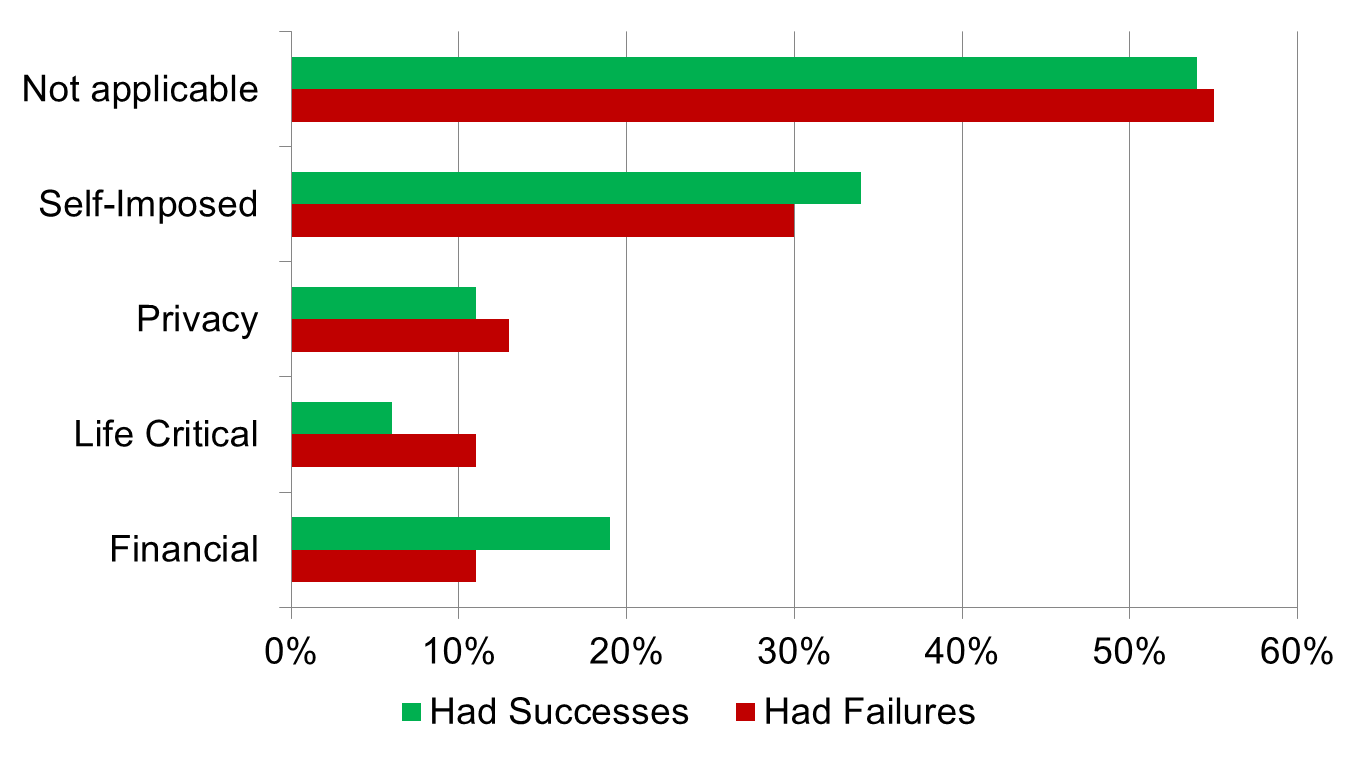 Not applicable
Self-Imposed
Privacy
Life Critical
Financial
0% 10% 20% 30% 40% 50% 60%
Had Successes Had Failures